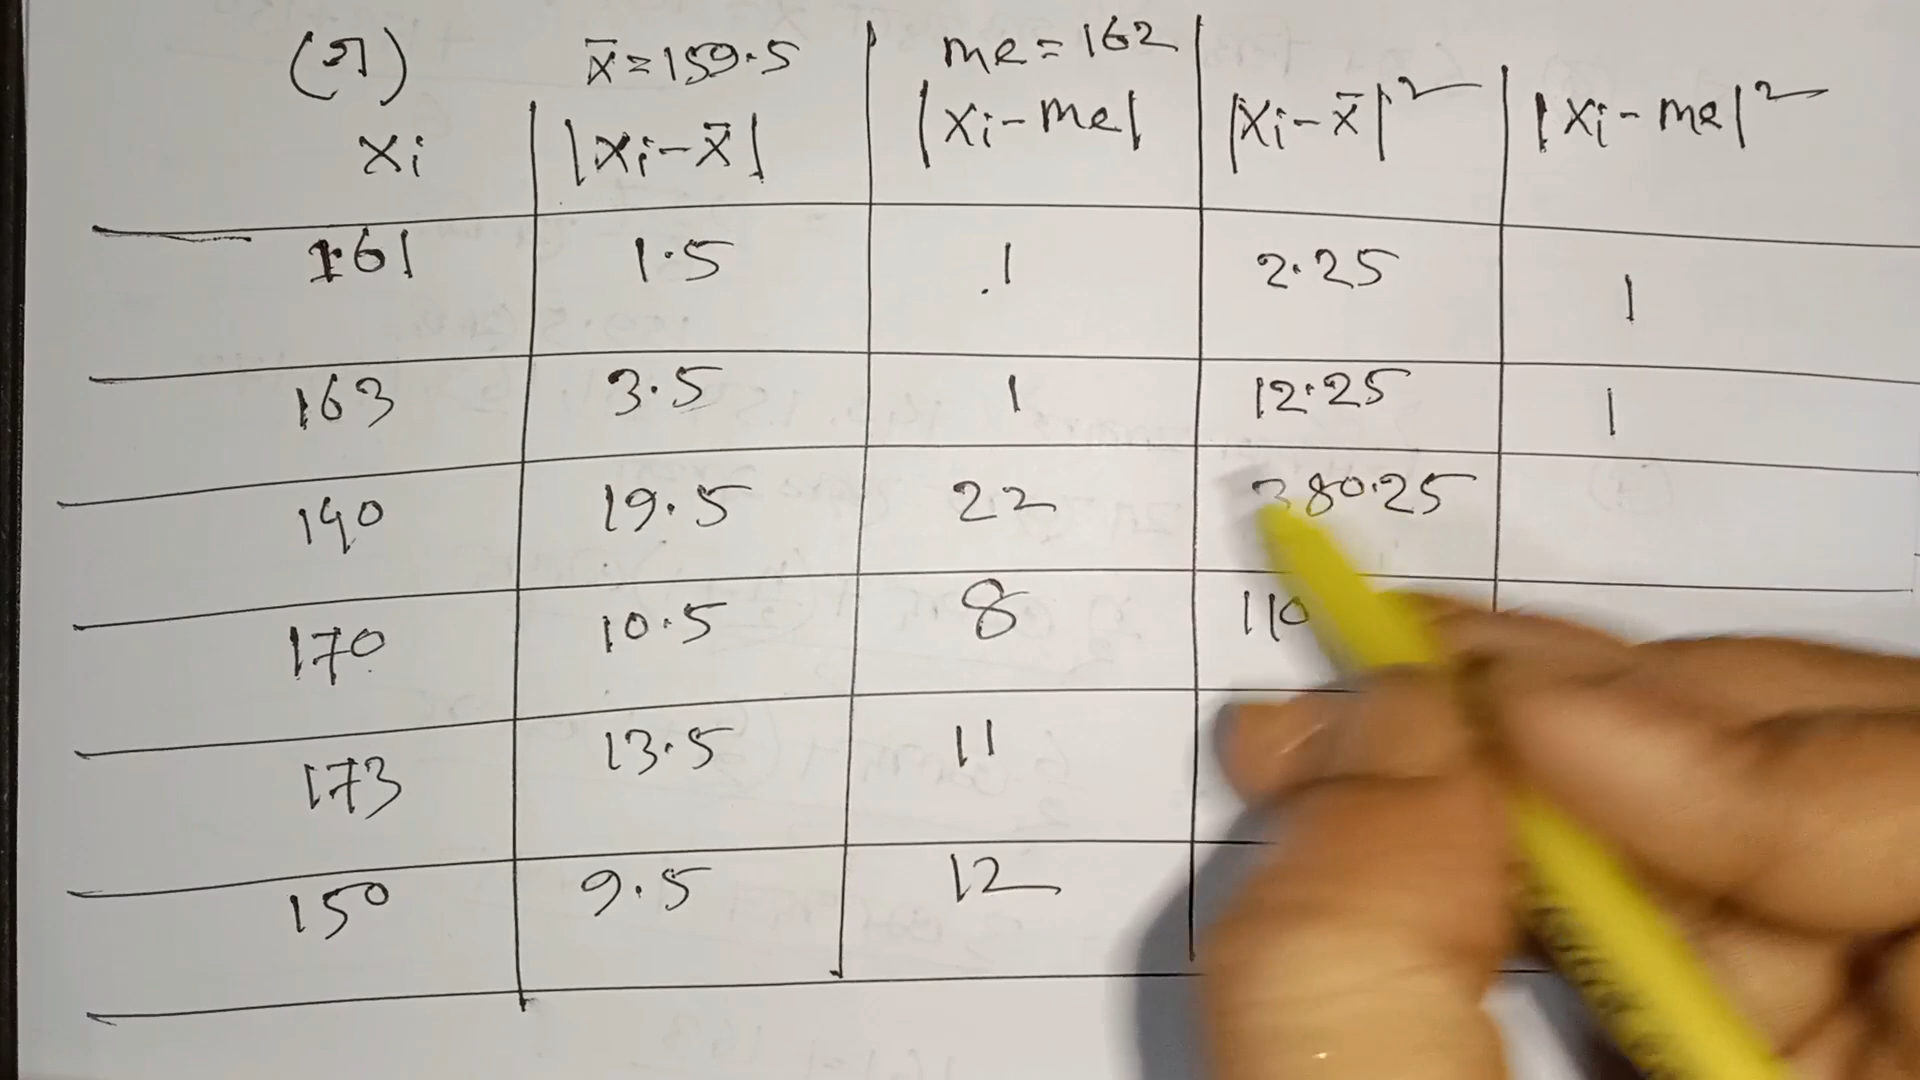 (গ) x̄ = 159.5 me = 162
xi |xi - x̄| |xi - me| |xi - x̄|² |xi - me|²
161 1.5 1 2.25 1
163 3.5 1 12.25 1
140 19.5 22 380.25
170 10.5 8 110
173 13.5 11
150 9.5 12